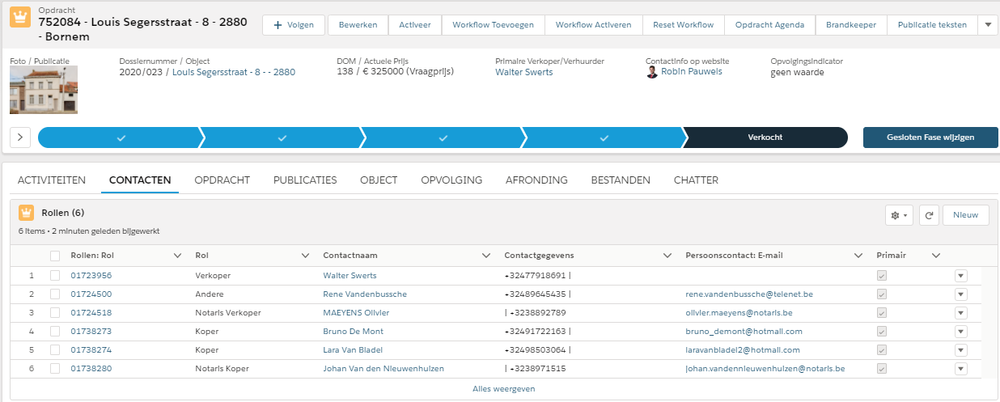 Opdracht
752084 - Louis Segersstraat - 8 - 2880
- Bornem
+ Volgen Bewerken Activeer Workflow Toevoegen Workflow Activeren Reset Workflow Opdracht Agenda Brandkeeper Publicatie teksten
Foto / Publicatie Dossiernummer / Object DOM / Actuele Prijs Primaire Verkoper/Verhuurder Contactinfo op website Opvolgingsindicator
2020/023 / Louis Segersstraat - 8 - - 2880 138 / € 325000 (Vraagprijs) Walter Swerts Robin Pauwels geen waarde
Verkocht Gesloten Fase wijzigen
ACTIVITEITEN CONTACTEN OPDRACHT PUBLICATIES OBJECT OPVOLGING AFRONDING BESTANDEN CHATTER
Rollen (6) Nieuw
6 items • 2 minuten geleden bijgewerkt
Rollen: Rol Rol Contactnaam Contactgegevens Persoonscontact: E-mail Primair
1 01723956 Verkoper Walter Swerts +32477918691 |
2 01724500 Andere Rene Vandenbussche +32489645435 | rene.vandenbussche@telenet.be
3 01724518 Notaris Verkoper MAEYENS Olivier | +3238892789 olivier.maeyens@notaris.be
4 01738273 Koper Bruno De Mont +32491722163 | bruno_demont@hotmail.com
5 01738274 Koper Lara Van Bladel +32498503064 | laravanbladel2@hotmail.com
6 01738280 Notaris Koper Johan Van den Nieuwenhuizen | +3238971515 johan.vandennieuwenhuizen@notaris.be
Alles weergeven